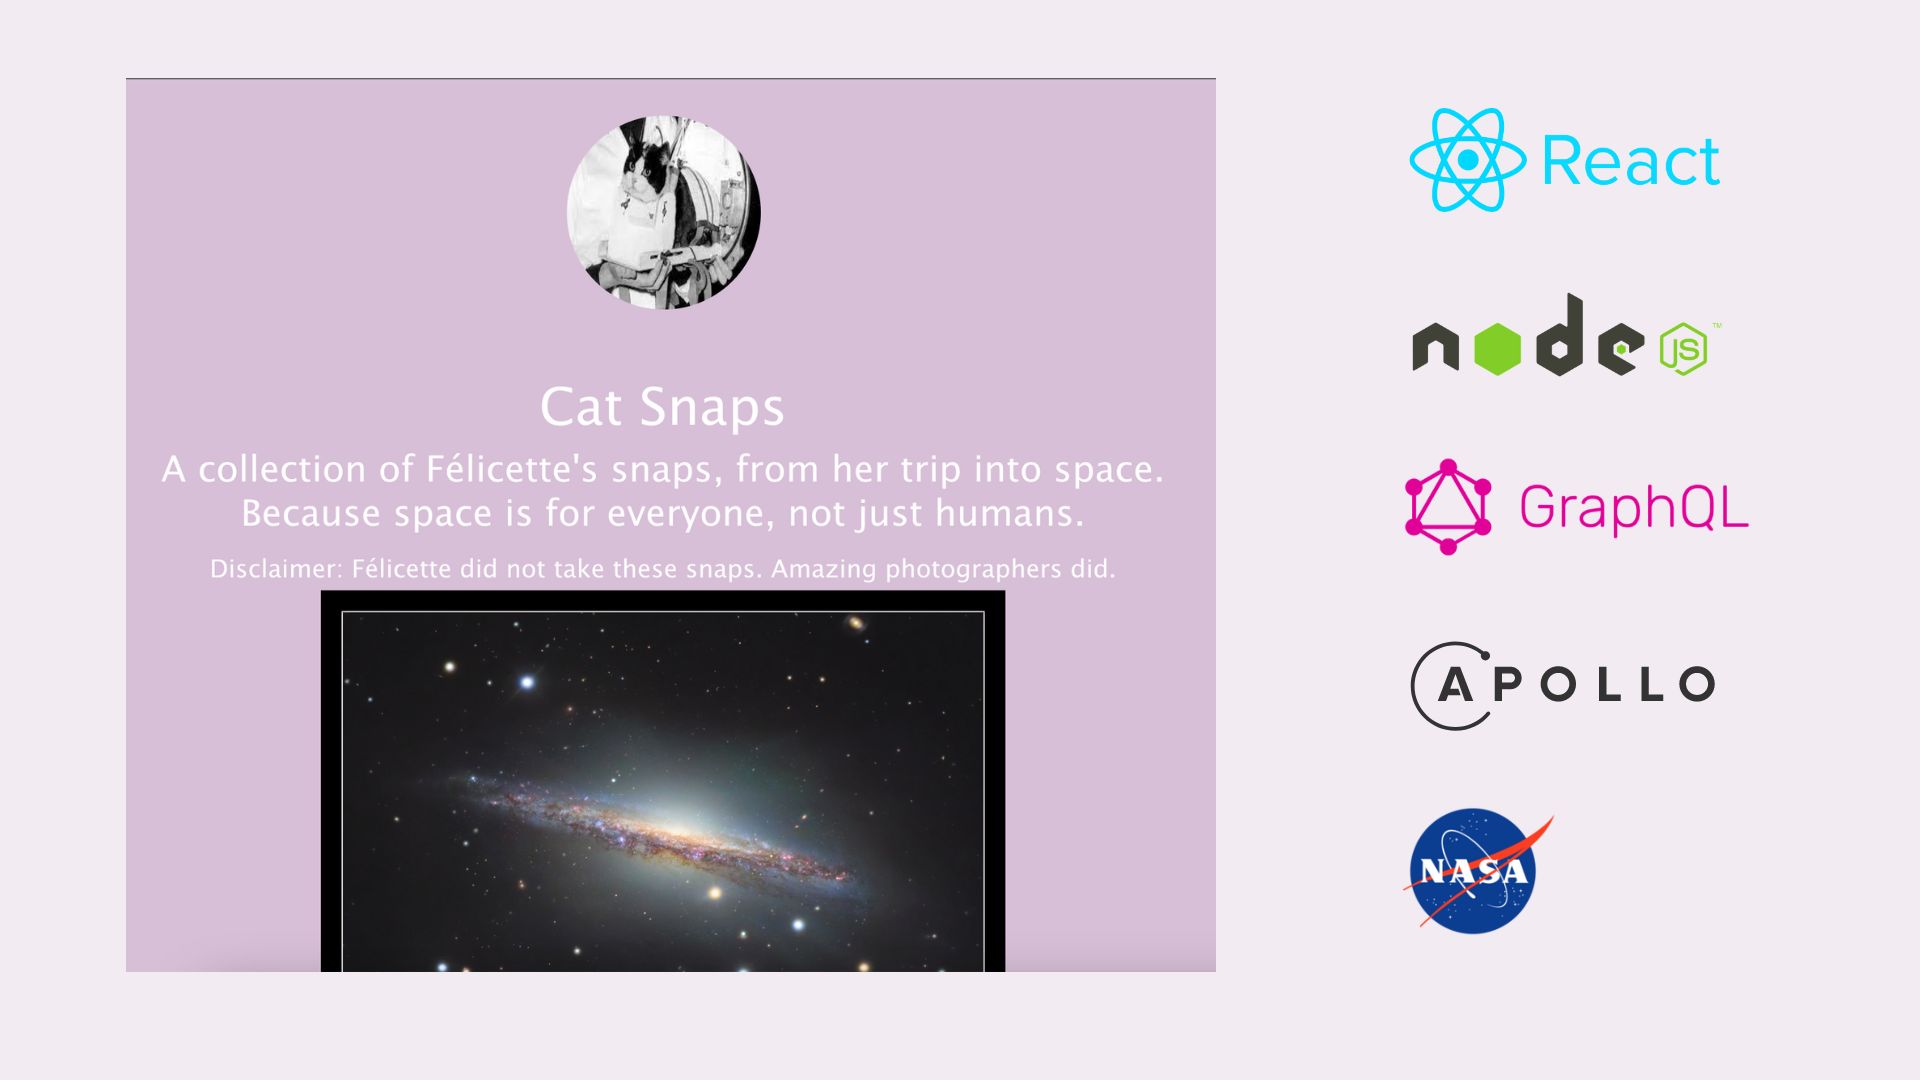 Cat Snaps
A collection of Félicette's snaps, from her trip into space.
Because space is for everyone, not just humans.
Disclaimer: Félicette did not take these snaps. Amazing photographers did.
React
node JS ™
GraphQL
APOLLO
NASA